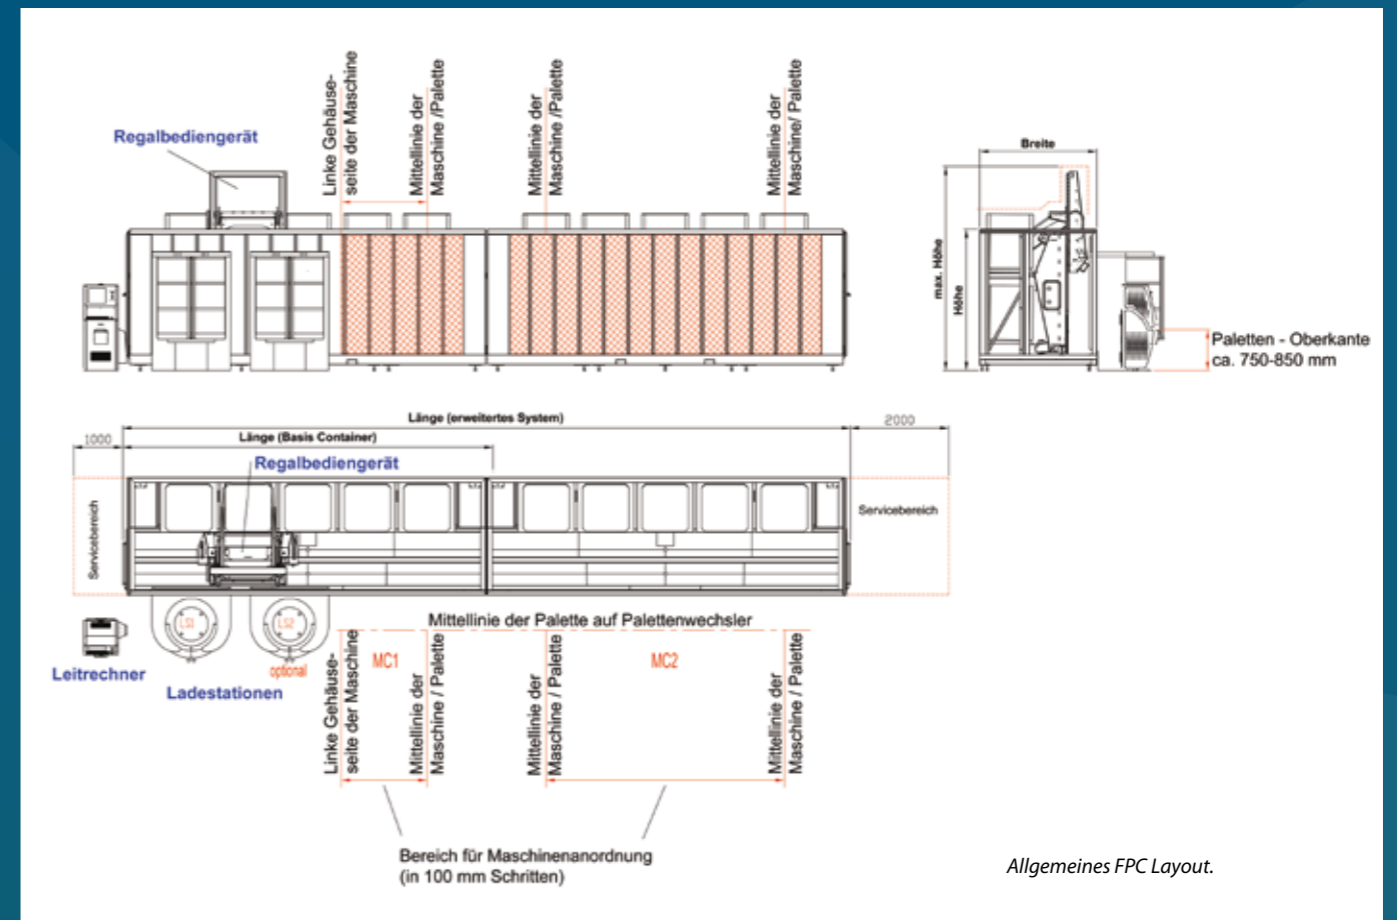 Regalbediengerät
Linke Gehäuse-
seite der Maschine
Mittellinie der
Maschine /Palette
Mittellinie der
Maschine /Palette
Mittellinie der
Maschine/ Palette
Breite
max. Höhe
Höhe
Paletten - Oberkante
ca. 750-850 mm
Länge (erweitertes System)
2000
1000
Länge (Basis Container)
Regalbediengerät
Servicebereich
Servicebereich
LS1
LS2
optional
Leitrechner
Ladestationen
Mittellinie der Palette auf Palettenwechsler
MC1
MC2
Linke Gehäuse-
seite der Maschine
Mittellinie der
Maschine / Palette
Mittellinie der
Maschine / Palette
Mittellinie der
Maschine / Palette
Bereich für Maschinenanordnung
(in 100 mm Schritten)
Allgemeines FPC Layout.